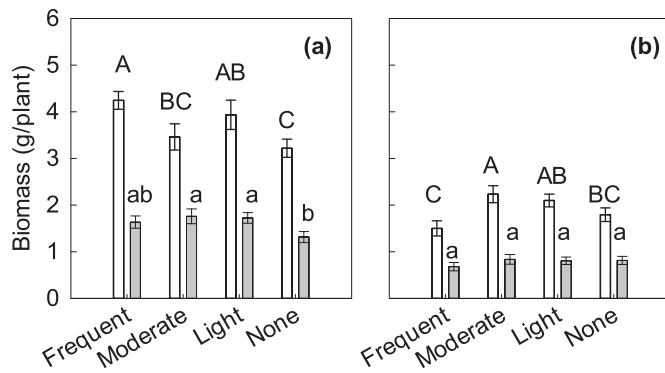 6
5
4
3
2
1
0
Biomass (g/plant)
(a)
A
BC
AB
C
ab
a
a
b
Frequent
Moderate
Light
None
(b)
C
A
AB
BC
a
a
a
a
Frequent
Moderate
Light
None